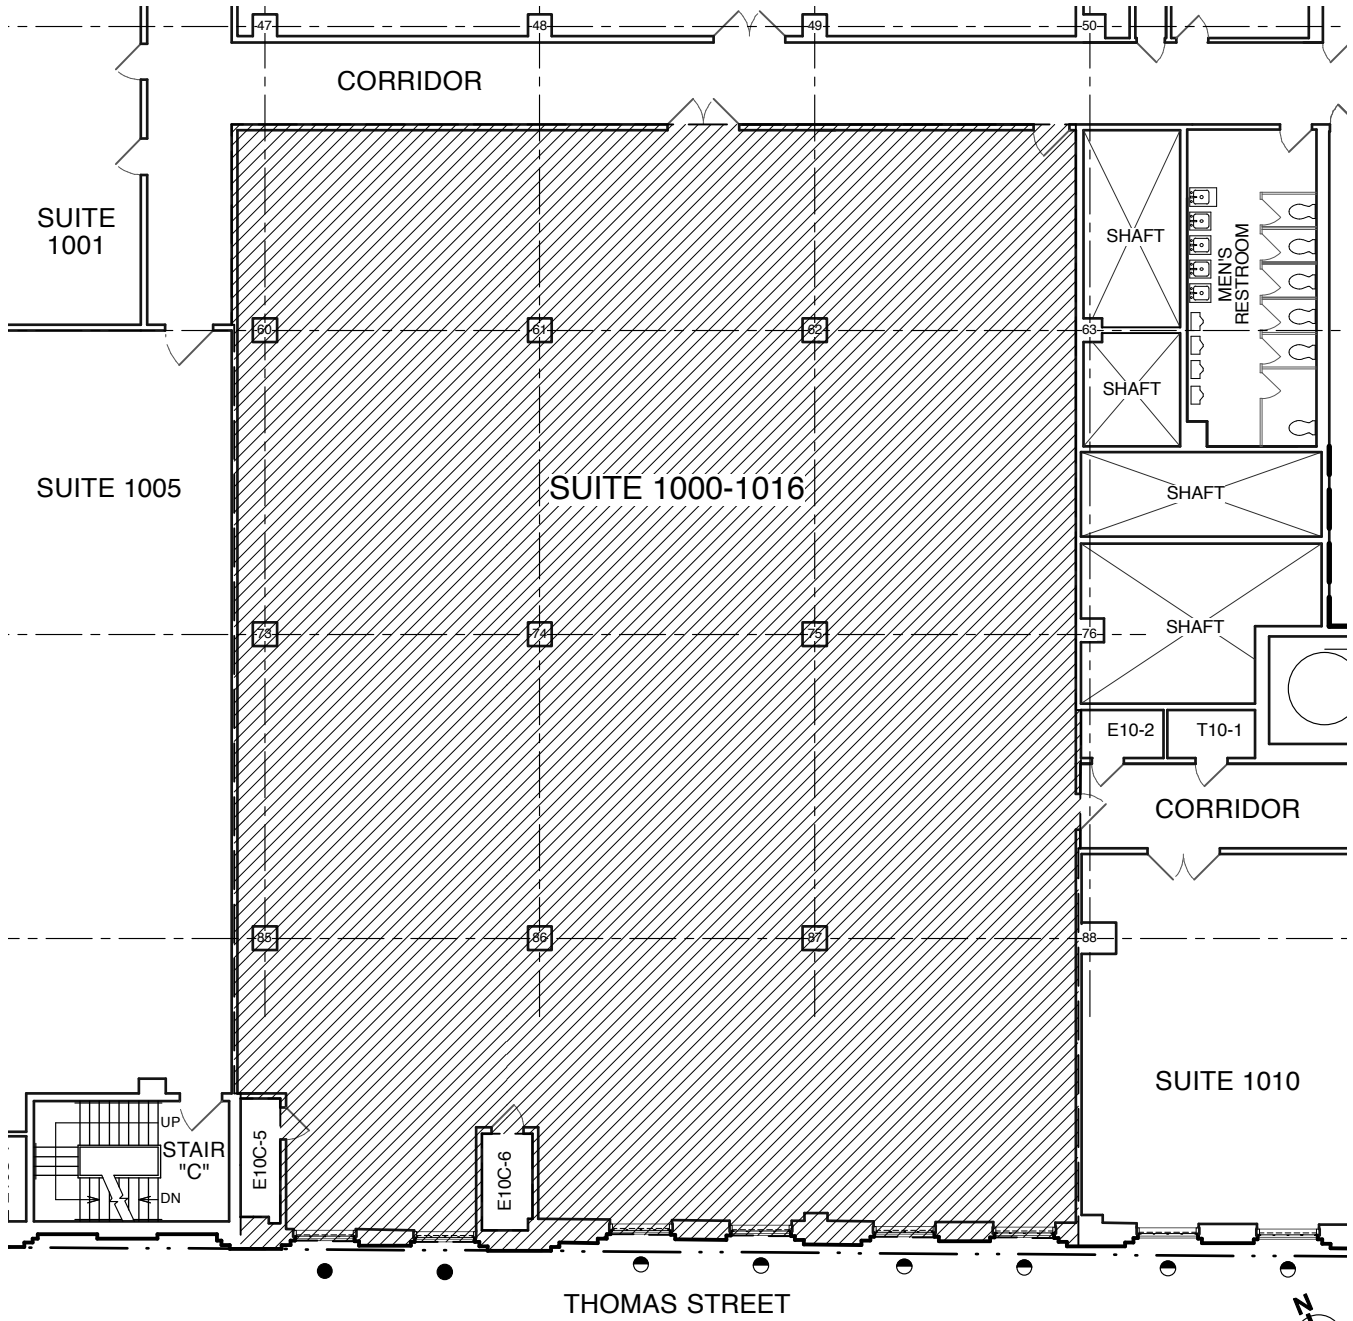 47
48
49
50
CORRIDOR
SUITE
1001
SHAFT
MEN'S
RESTROOM
60
61
62
63
SHAFT
SUITE 1005
SUITE 1000-1016
SHAFT
73
74
75
76
SHAFT
E10-2
T10-1
CORRIDOR
85
86
87
88
SUITE 1010
UP
STAIR
"C"
DN
E10C-5
E10C-6
THOMAS STREET
N